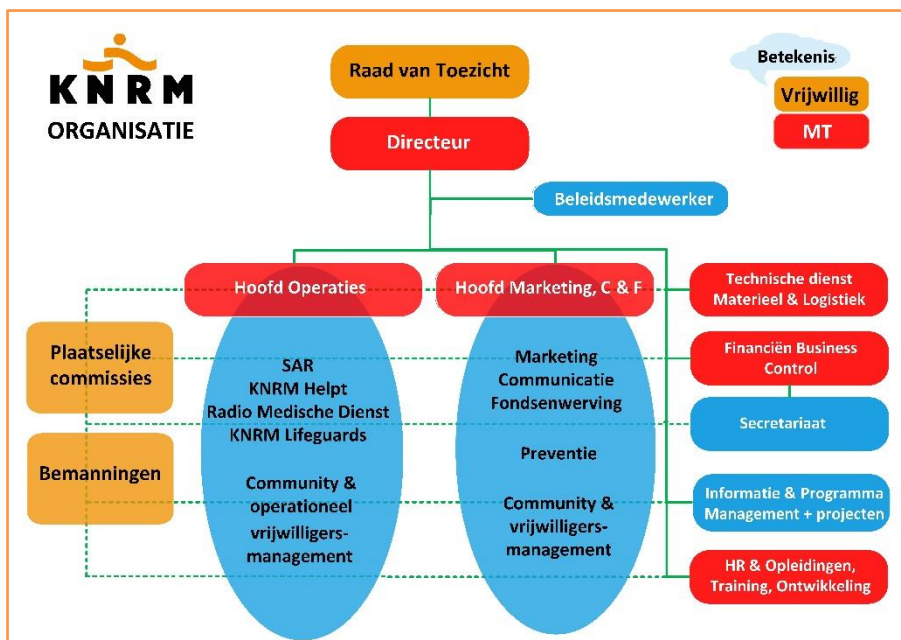 KNRM
ORGANISATIE
Raad van Toezicht
Betekenis
Vrijwillig
MT
Directeur
Beleidsmedewerker
Hoofd Operaties
Hoofd Marketing, C & F
Technische dienst
Materieel & Logistiek
Plaatselijke
commissies
SAR
KNRM Helpt
Radio Medische Dienst
KNRM Lifeguards
Marketing
Communicatie
Fondsenwerving
Financiën Business
Control
Secretariaat
Bemanningen
Community &
operationeel
vrijwilligers-
management
Preventie
Community &
vrijwilligers-
management
Informatie & Programma
Management + projecten
HR & Opleidingen,
Training, Ontwikkeling